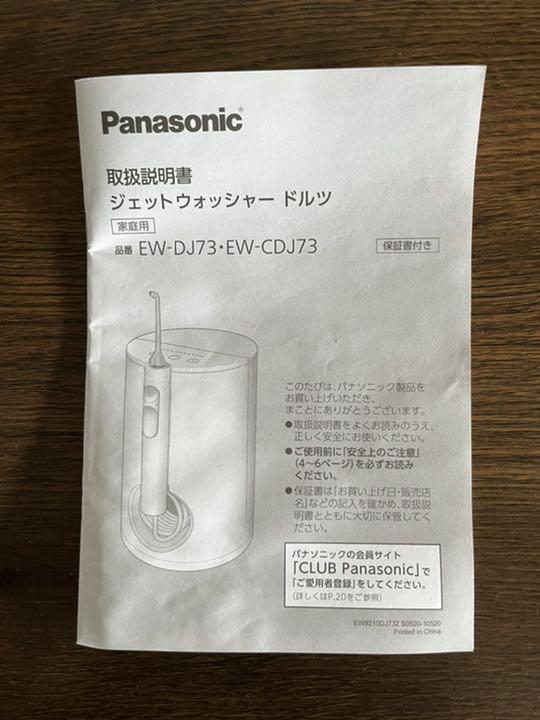 Panasonic®
取扱説明書
ジェットウォッシャー ドルツ
家庭用
品番 EW-DJ73・EW-CDJ73
保証書付き
このたびは、パナソニック製品を
お買い上げいただき、
まことにありがとうございます。
●取扱説明書をよくお読みのうえ、
正しく安全にお使いください。
●ご使用前に「安全上のご注意」
(4~6ページ)を必ずお読み
ください。
●保証書は「お買い上げ日・販売店
名」などの記入を確かめ、取扱説
明書とともに大切に保管してく
ださい。
パナソニックの会員サイト
「CLUB Panasonic」で
「ご愛用者登録」をしてください。
(詳しくはP.20をご参照)
EW9210DJ732 S0620-10520
Printed in China